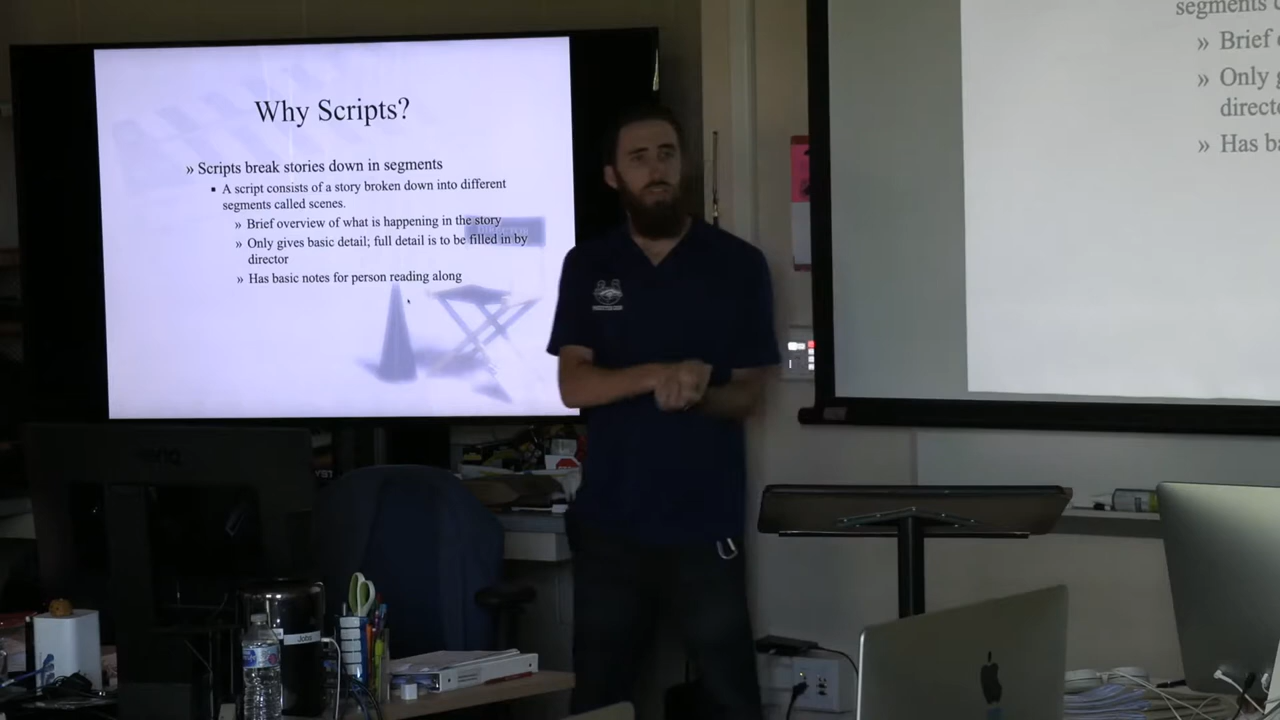 Why Scripts?
» Scripts break stories down in segments
▪ A script consists of a story broken down into different
segments called scenes.
» Brief overview of what is happening in the story
» Only gives basic detail; full detail is to be filled in by
director
» Has basic notes for person reading along
segments
» Brief
» Only
» Has
Jobs